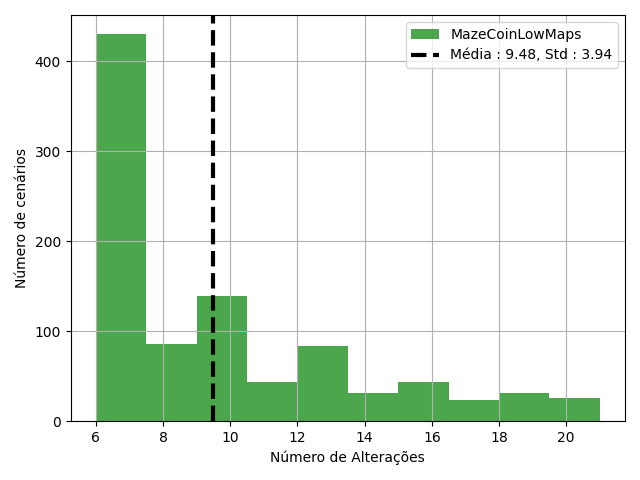 MazeCoinLowMaps
Média : 9.48, Std : 3.94
Número de cenários
400
300
200
100
0
6 8 10 12 14 16 18 20
Número de Alterações